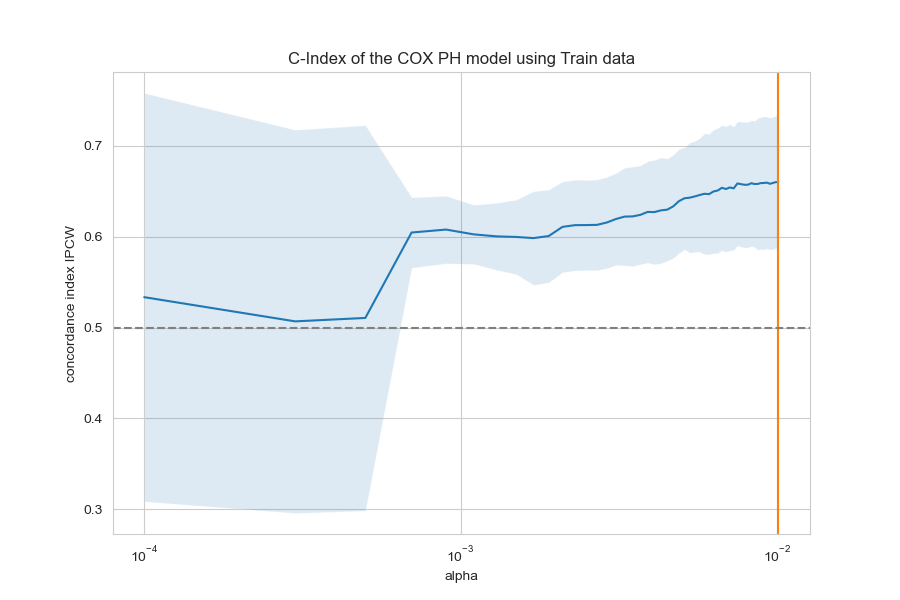 C-Index of the COX PH model using Train data
concordance index IPCW
0.7
0.6
0.5
0.4
0.3
10⁻⁴
10⁻³
10⁻²
alpha